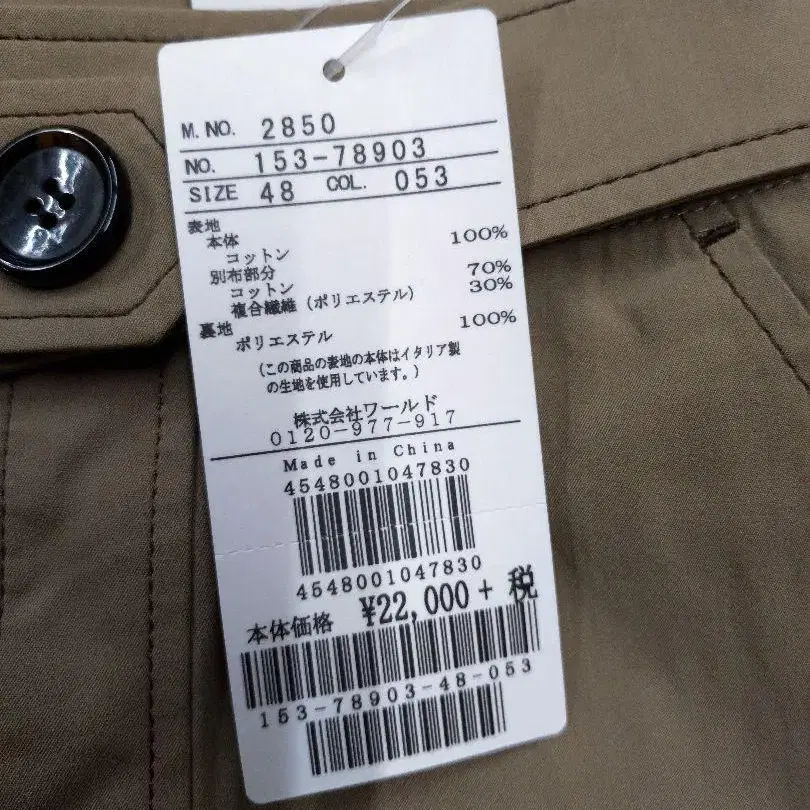 M. NO. 2850
NO. 153-78903
SIZE 48 COL. 053
表地
本体
コットン 100%
別布部分
コットン 70%
複合繊維 (ポリエステル) 30%
裏地
ポリエステル 100%
(この商品の表地の本体はイタリア製
の生地を使用しています。)
株式会社ワールド
0120-977-917
Made in China
4548001047830
4548001047830
本体価格 ¥22,000 + 税
153-78903-48-053